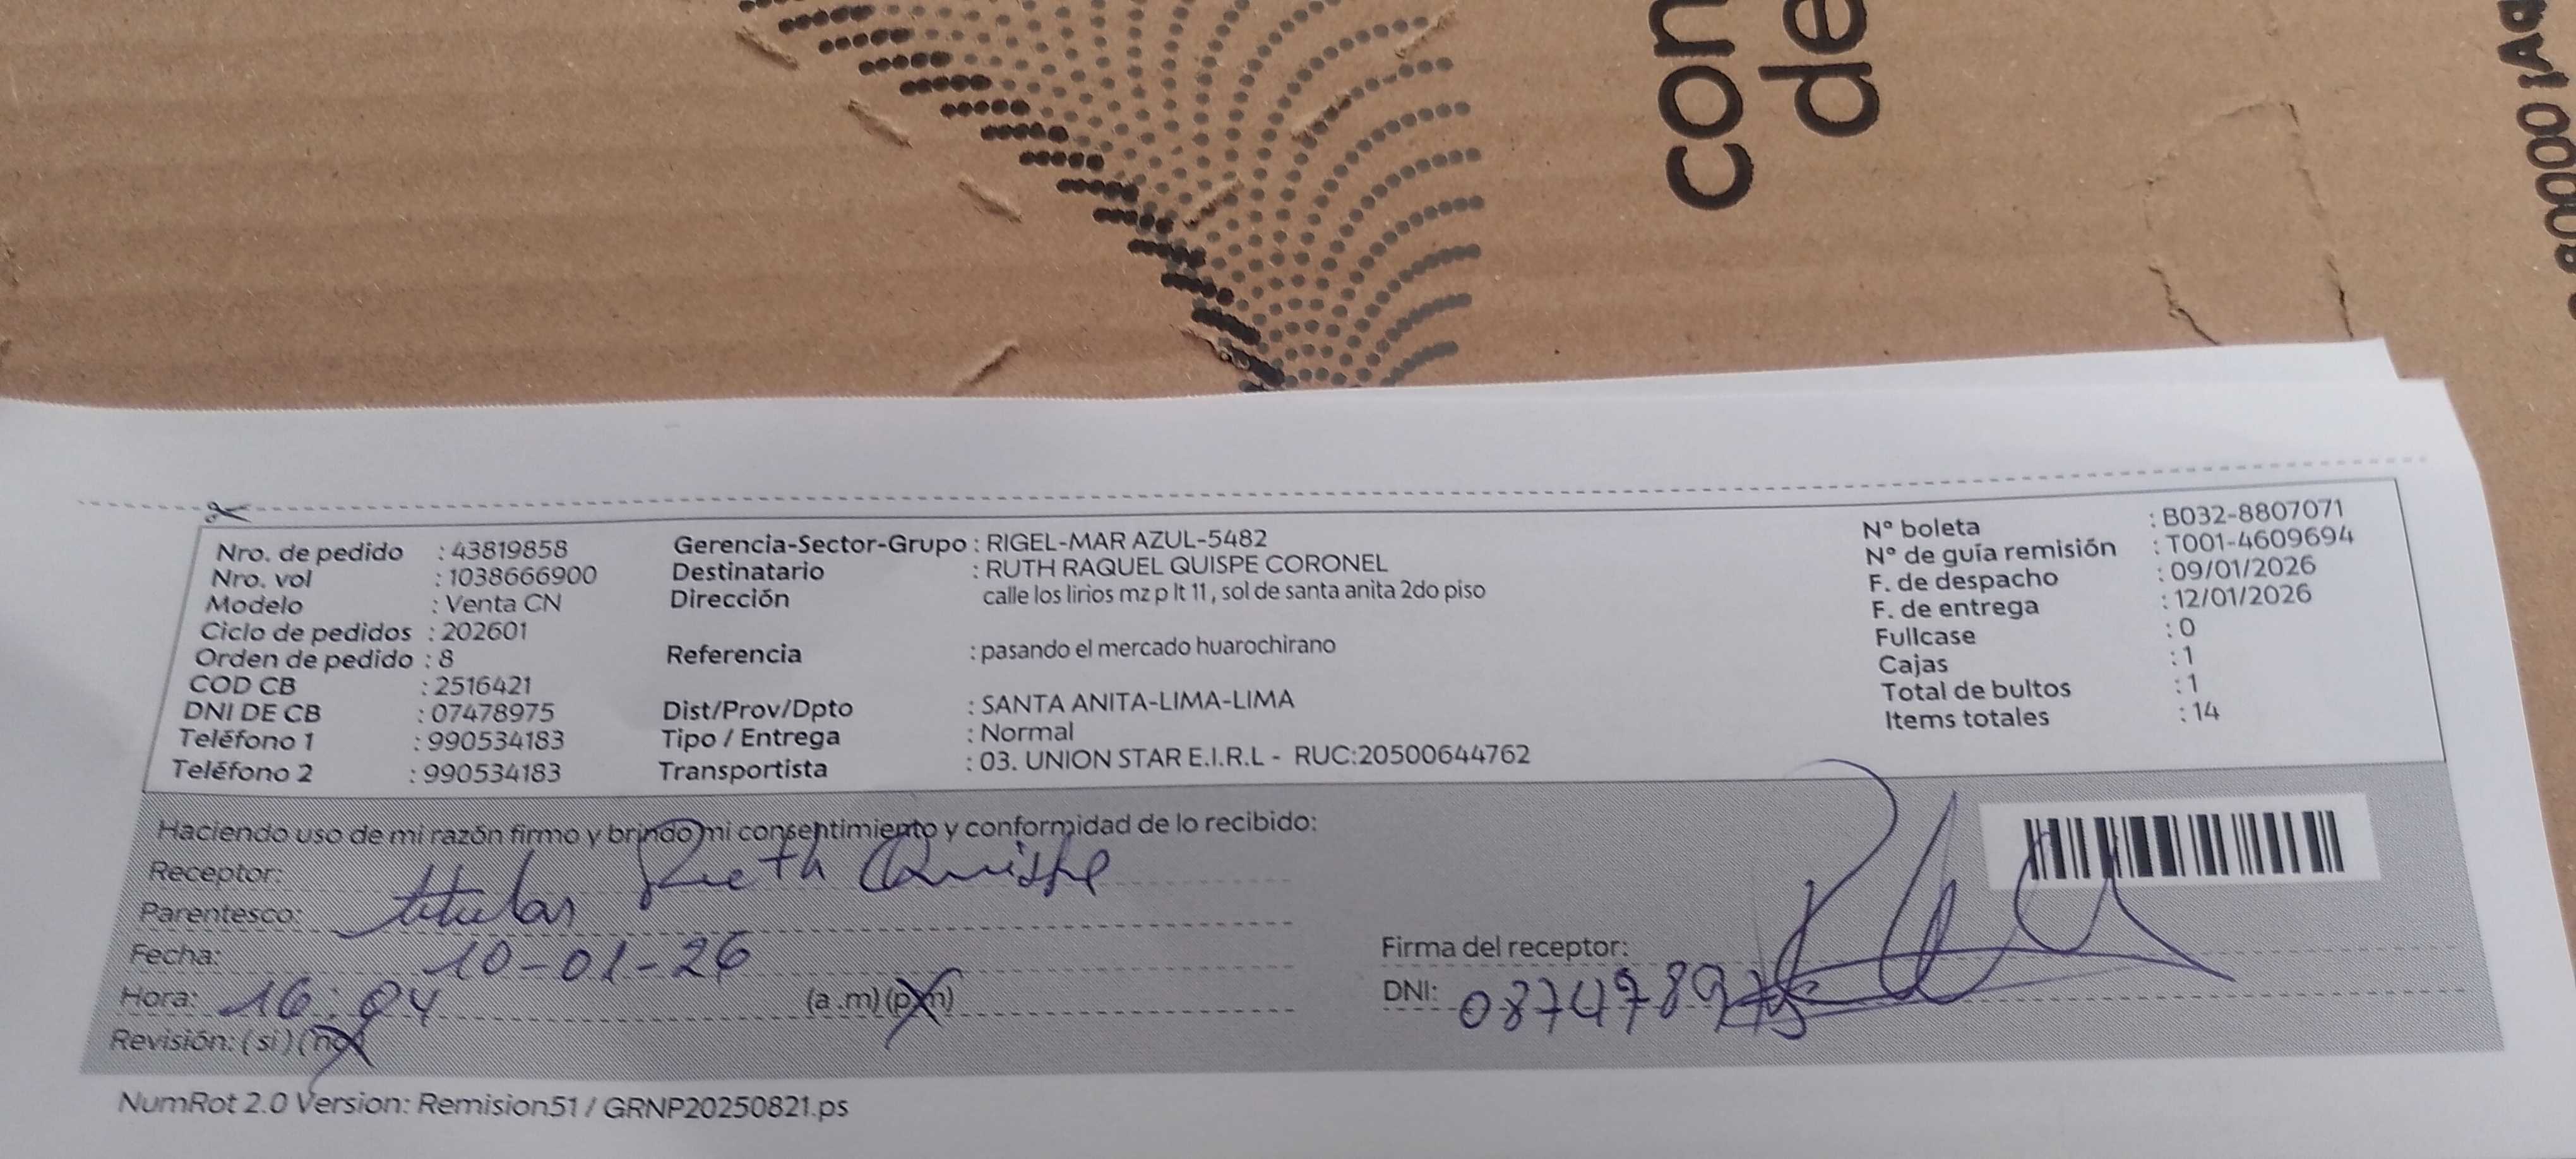 con
de
80000 IAq
Nro. de pedido : 43819858
Nro. vol : 1038666900
Modelo : Venta CN
Ciclo de pedidos : 202601
Orden de pedido : 8
COD CB : 2516421
DNI DE CB : 07478975
Teléfono 1 : 990534183
Teléfono 2 : 990534183
Gerencia-Sector-Grupo : RIGEL-MAR AZUL-5482
Destinatario : RUTH RAQUEL QUISPE CORONEL
Dirección calle los lirios mz p lt 11 , sol de santa anita 2do piso
Referencia : pasando el mercado huarochirano
Dist/Prov/Dpto : SANTA ANITA-LIMA-LIMA
Tipo / Entrega : Normal
Transportista : 03. UNION STAR E.I.R.L - RUC:20500644762
N° boleta : B032-8807071
N° de guía remisión : T001-4609694
F. de despacho : 09/01/2026
F. de entrega : 12/01/2026
Fullcase : 0
Cajas : 1
Total de bultos : 1
Items totales : 14
Haciendo uso de mi razón firmo y brindo mi consentimiento y conformidad de lo recibido:
Receptor: Ruth Quispe
Parentesco: titular
Fecha: 10-01-26
Hora: 16:04 (a.m) (p.m)
Revisión: (si) (no)
Firma del receptor:
DNI:
NumRot 2.0 Version: Remision51 / GRNP20250821.ps